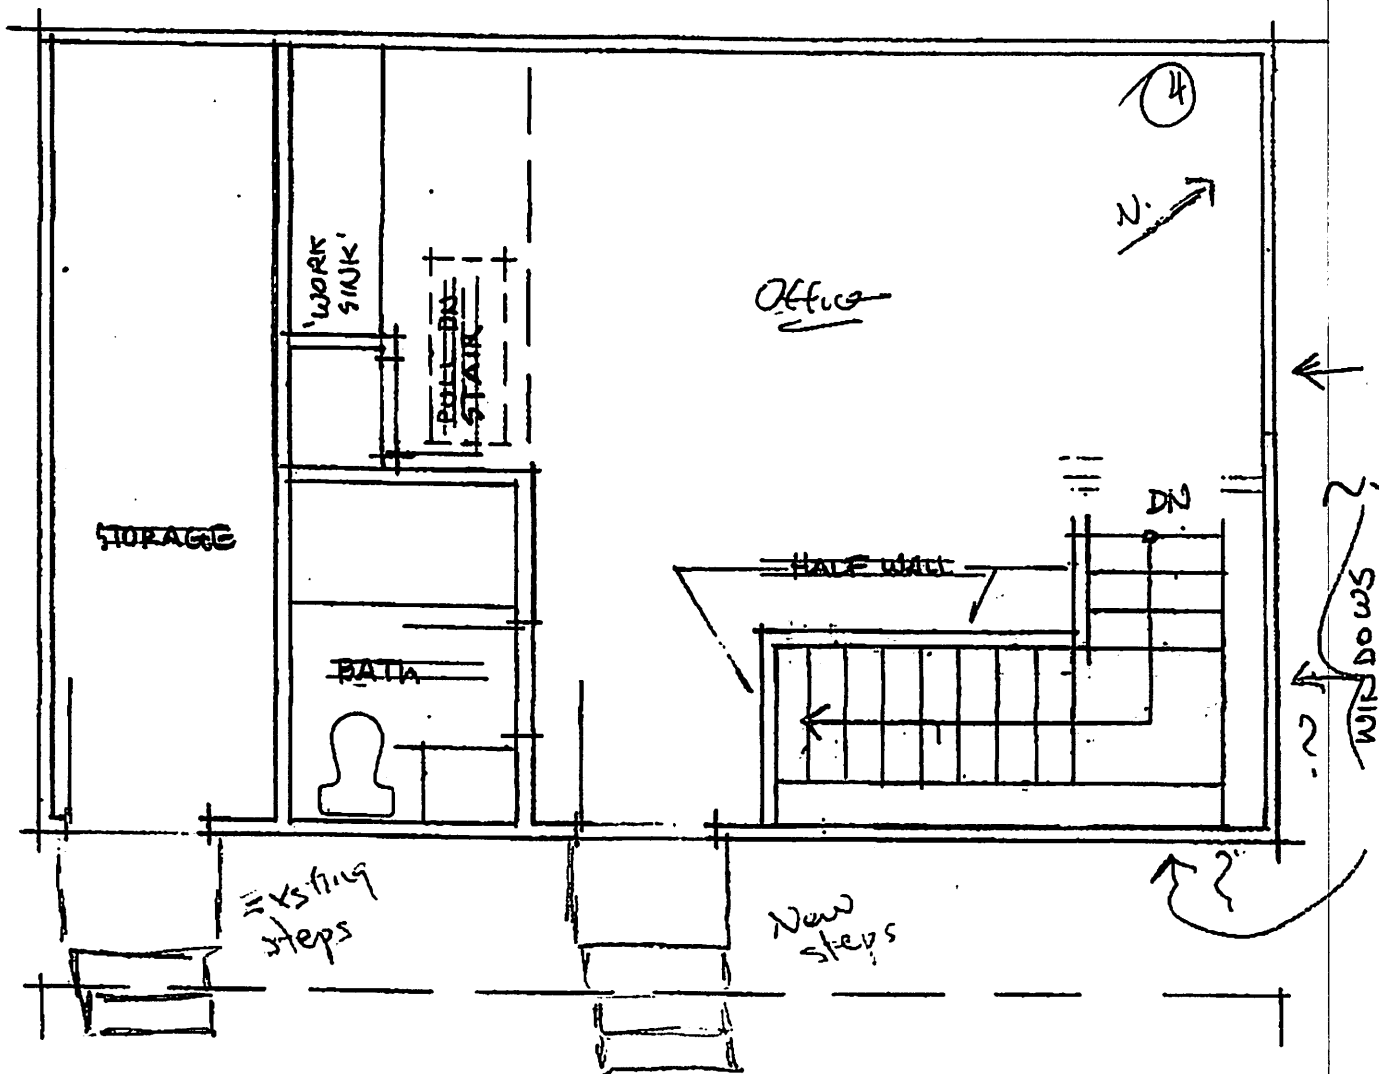 4
N.
'WORK
SINK'
PULL DN
STAIR
Office
DN
STORAGE
HALF WALL
BATH
?
WINDOWS
?
?
Existing
steps
New
steps